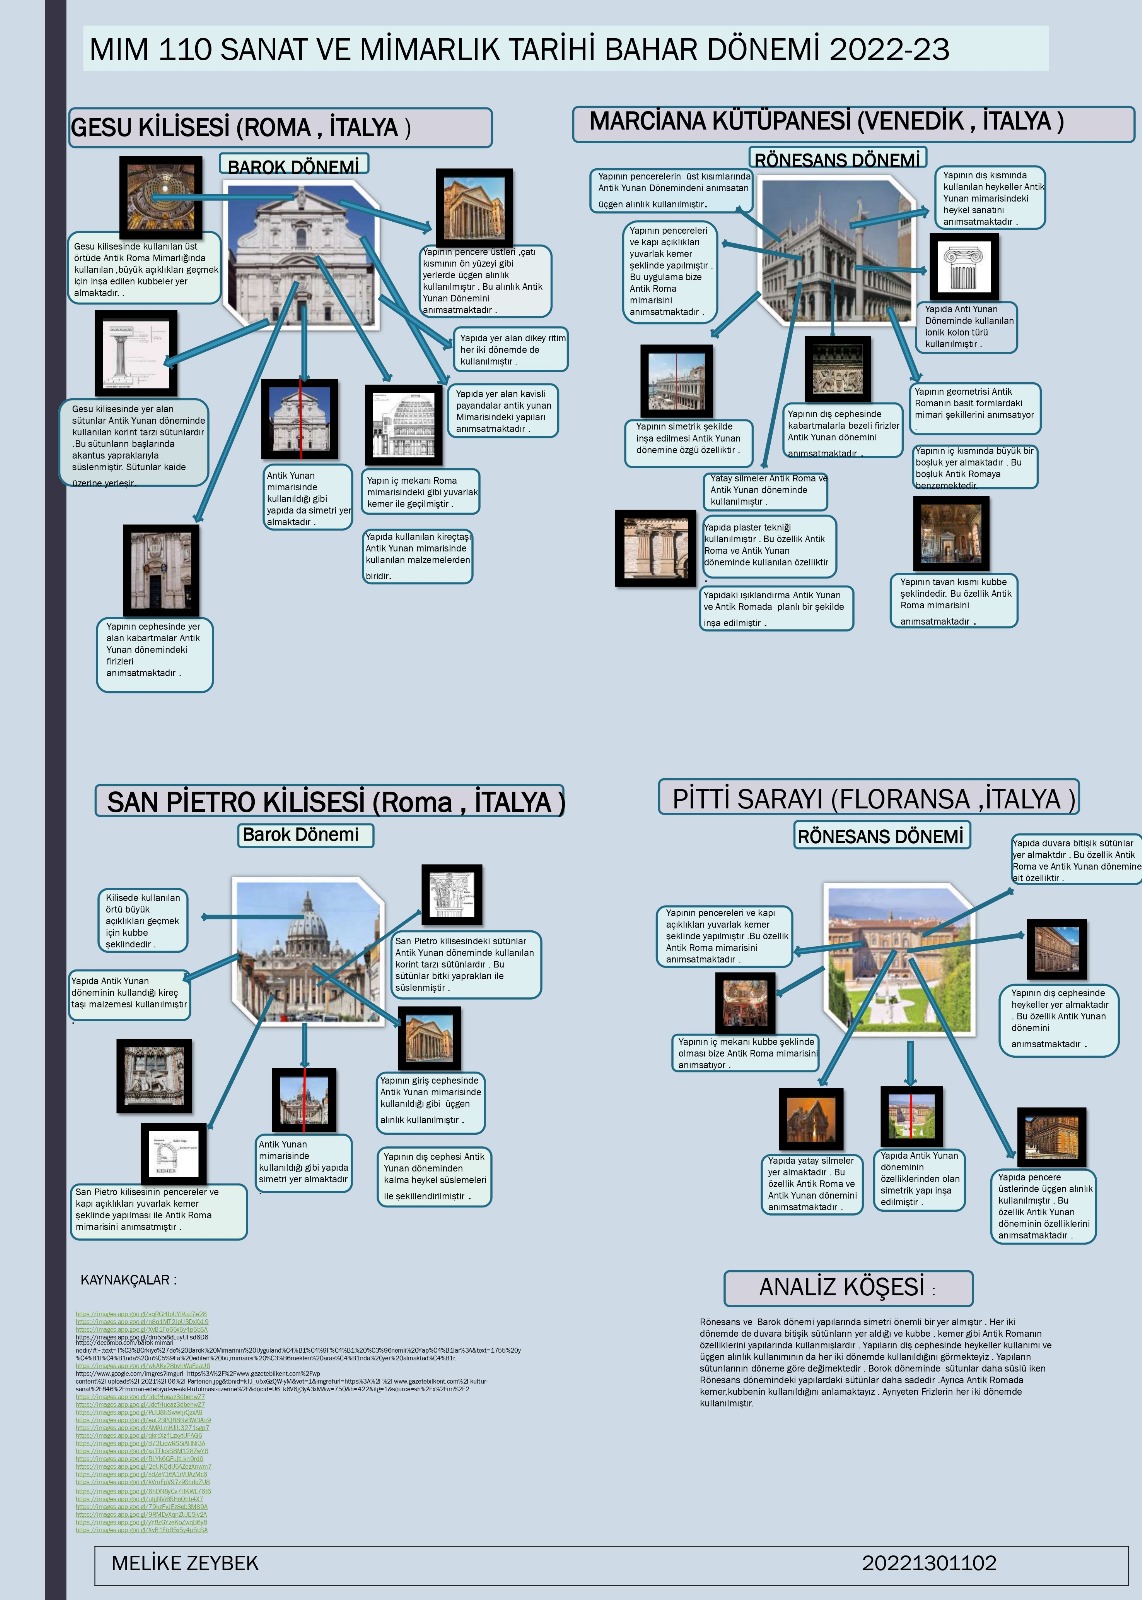 MİM 110 SANAT VE MİMARLIK TARİHİ BAHAR DÖNEMİ 2022-23
GESU KİLİSESİ (ROMA , İTALYA )
BAROK DÖNEMİ
Gesu kilisesinde kullanılan üst
örtüde Antik Roma Mimarlığında
kullanılan ,büyük açıklıkları geçmek
için inşa edilen kubbeler yer
almaktadır. .
Yapının pencere üstleri ,çatı
kısmının ön yüzeyi gibi
yerlerde üçgen alınlık
kullanılmıştır . Bu alınlık Antik
Yunan Dönemini
anımsatmaktadır .
Yapıda yer alan dikey ritim
her iki dönemde de
kullanılmıştır .
Yapıda yer alan kavisli
payandalar antik yunan
Mimarisindeki yapıları
anımsatmaktadır .
Gesu kilisesinde yer alan
sütunlar Antik Yunan döneminde
kullanılan korint tarzı sütunlardır
.Bu sütunların başlarında
akantus yapraklarıyla
süslenmiştir. Sütunlar kaide
üzerine yerleşir.
Antik Yunan
mimarisinde
kullanıldığı gibi
yapıda da simetri yer
almaktadır .
Yapın iç mekanı Roma
mimarisindeki gibi yuvarlak
kemer ile geçilmiştir .
Yapıda kullanılan kireçtaşı
Antik Yunan mimarisinde
kullanılan malzemelerden
biridir.
Yapının cephesinde yer
alan kabartmalar Antik
Yunan dönemindeki
firizleri
anımsatmaktadır .
MARCİANA KÜTÜPANESİ (VENEDİK , İTALYA )
RÖNESANS DÖNEMİ
Yapının pencerelerin üst kısımlarında
Antik Yunan Dönemindeni anımsatan
üçgen alınlık kullanılmıştır.
Yapının dış kısmında
kullanılan heykeller Antik
Yunan mimarisindeki
heykel sanatını
anımsatmaktadır .
Yapının pencereleri
ve kapı açıklıkları
yuvarlak kemer
şeklinde yapılmıştır .
Bu uygulama bize
Antik Roma
mimarisini
anımsatmaktadır .
Yapıda Anti Yunan
Döneminde kullanılan
Ionik kolon türü
kullanılmıştır .
Yapının simetrik şekilde
inşa edilmesi Antik Yunan
dönemine özgü özelliktir .
Yapının dış cephesinde
kabartmalarla bezeli firizler
Antik Yunan dönemini
anımsatmaktadır .
Yapının geometrisi Antik
Romanın basit formlardaki
mimari şekillerini anımsatıyor
.
Yapının iç kısmında büyük bir
boşluk yer almaktadır . Bu
boşluk Antik Romaya
benzemektedir.
Yatay silmeler Antik Roma ve
Antik Yunan döneminde
kullanılmıştır .
Yapıda plaster tekniği
kullanılmıştır . Bu özellik Antik
Roma ve Antik Yunan
döneminde kullanılan özelliktir
.
Yapıdaki ışıklandırma Antik Yunan
ve Antik Romada planlı bir şekilde
inşa edilmiştir .
Yapının tavan kısmı kubbe
şeklindedir. Bu özellik Antik
Roma mimarisini
anımsatmaktadır .
SAN PİETRO KİLİSESİ (Roma , İTALYA )
Barok Dönemi
Kilisede kullanılan
örtü büyük
açıklıkları geçmek
için kubbe
şeklindedir .
Yapıda Antik Yunan
döneminin kullandığı kireç
taşı malzemesi kullanılmıştır
.
San Pietro kilisesindeki sütünlar
Antik Yunan döneminde kullanılan
korint tarzı sütünlardır . Bu
sütünlar bitki yaprakları ile
süslenmiştir .
Yapının giriş cephesinde
Antik Yunan mimarisinde
kullanıldığı gibi üçgen
alınlık kullanılmıştır .
Antik Yunan
mimarisinde
kullanıldığı gibi yapıda
simetri yer almaktadır
.
Yapının dış cephesi Antik
Yunan döneminden
kalma heykel süslemeleri
ile şekillendirilmiştir .
San Pietro kilisenin pencereler ve
kapı açıklıkları yuvarlak kemer
şeklinde yapılması ile Antik Roma
mimarisini anımsatmıştır .
PİTTİ SARAYI (FLORANSA ,İTALYA )
RÖNESANS DÖNEMİ
Yapıda duvara bitişik sütünlar
yer almaktdır . Bu özellik Antik
Roma ve Antik Yunan dönemine
ait özelliktir .
Yapının pencereleri ve kapı
açıklıkları yuvarlak kemer
şeklinde yapılmıştır .Bu özellik
Antik Roma mimarisini
anımsatmaktadır .
Yapının dış cephesinde
heykeller yer almaktadır
. Bu özellik Antik Yunan
dönemini
anımsatmaktadır .
Yapının iç mekanı kubbe şeklinde
olması bize Antik Roma mimarisini
anımsatıyor .
Yapıda yatay silmeler
yer almaktadır . Bu
özellik Antik Roma ve
Antik Yunan dönemini
anımsatmaktadır .
Yapıda Antik Yunan
döneminin
özelliklerinden olan
simetrik yapı inşa
edilmiştir .
Yapıda pencere
üstlerinde üçgen alınlık
kullanılmıştır . Bu
özellik Antik Yunan
döneminin özelliklerini
anımsatmaktadır .
KAYNAKÇALAR :
ANALİZ KÖŞESİ :
Rönesans ve Barok dönemi yapılarında simetri önemli bir yer almıştır . Her iki
dönemde de duvara bitişik sütünların yer aldığı ve kubbe . kemer gibi Antik Romanın
özelliklerini yapılarında kullanmışlardır . Yapıların dış cephesinde heykeller kullanımı ve
üçgen alınlık kullanımının da her iki dönemde kullanıldığını görmekteyiz . Yapıların
sütunlarının döneme göre değimektedir . Borok döneminde sütunlar daha süslü iken
Rönesans dönemindeki yapılardaki sütünlar daha sadedir .Ayrıca Antik Romada
kemer,kubbenin kullanıldığını anlamaktayız . Aynıyeten Frizlerin her iki dönemde
kullanılmıştır.
MELİKE ZEYBEK
20221301102